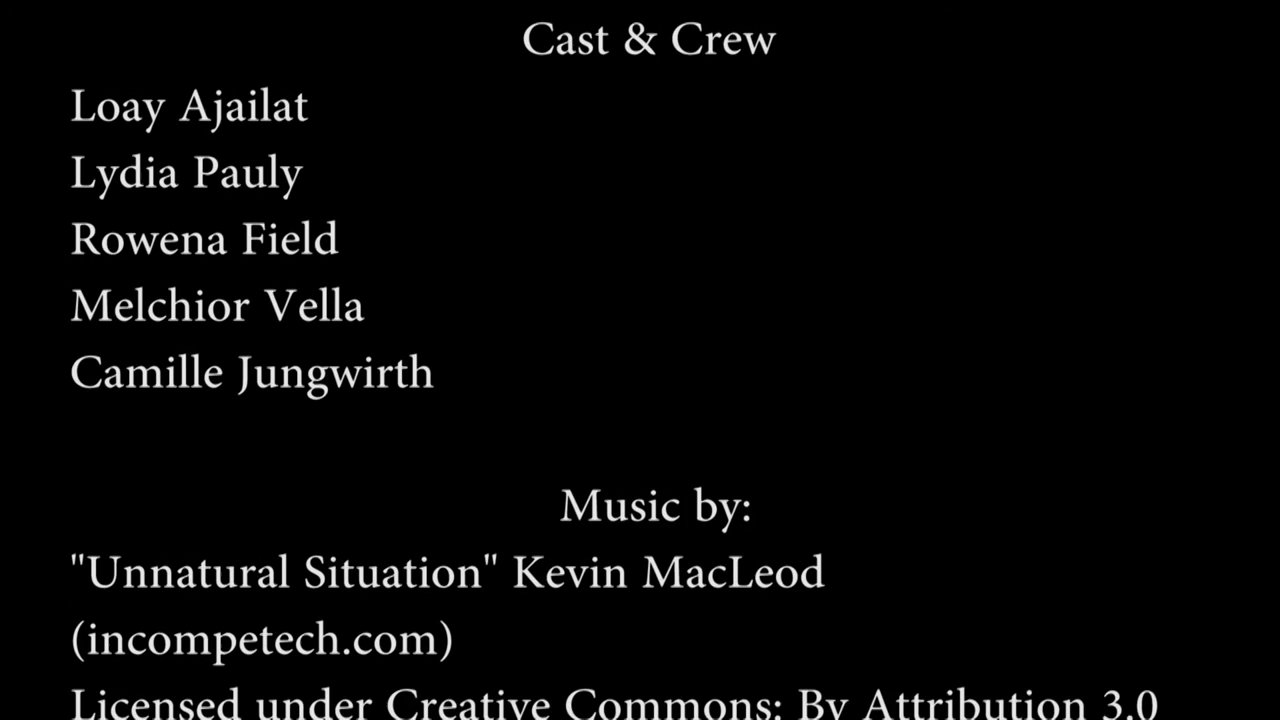 Cast & Crew
Loay Ajailat
Lydia Pauly
Rowena Field
Melchior Vella
Camille Jungwirth
Music by:
"Unnatural Situation" Kevin MacLeod
(incompetech.com)
Licensed under Creative Commons: By Attribution 3.0